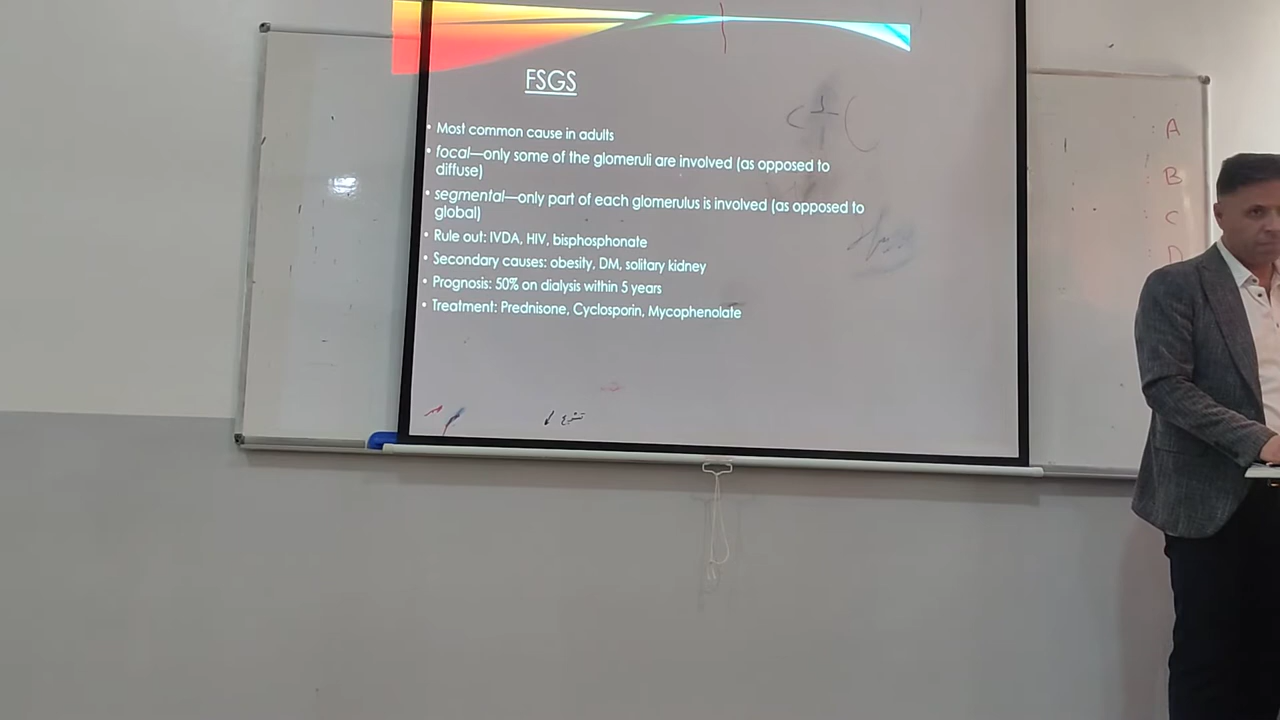 FSGS
• Most common cause in adults
• focal—only some of the glomeruli are involved (as opposed to
diffuse)
• segmental—only part of each glomerulus is involved (as opposed to
global)
• Rule out: IVDA, HIV, bisphosphonate
• Secondary causes: obesity, DM, solitary kidney
• Prognosis: 50% on dialysis within 5 years
• Treatment: Prednisone, Cyclosporin, Mycophenolate
A
B
C
D